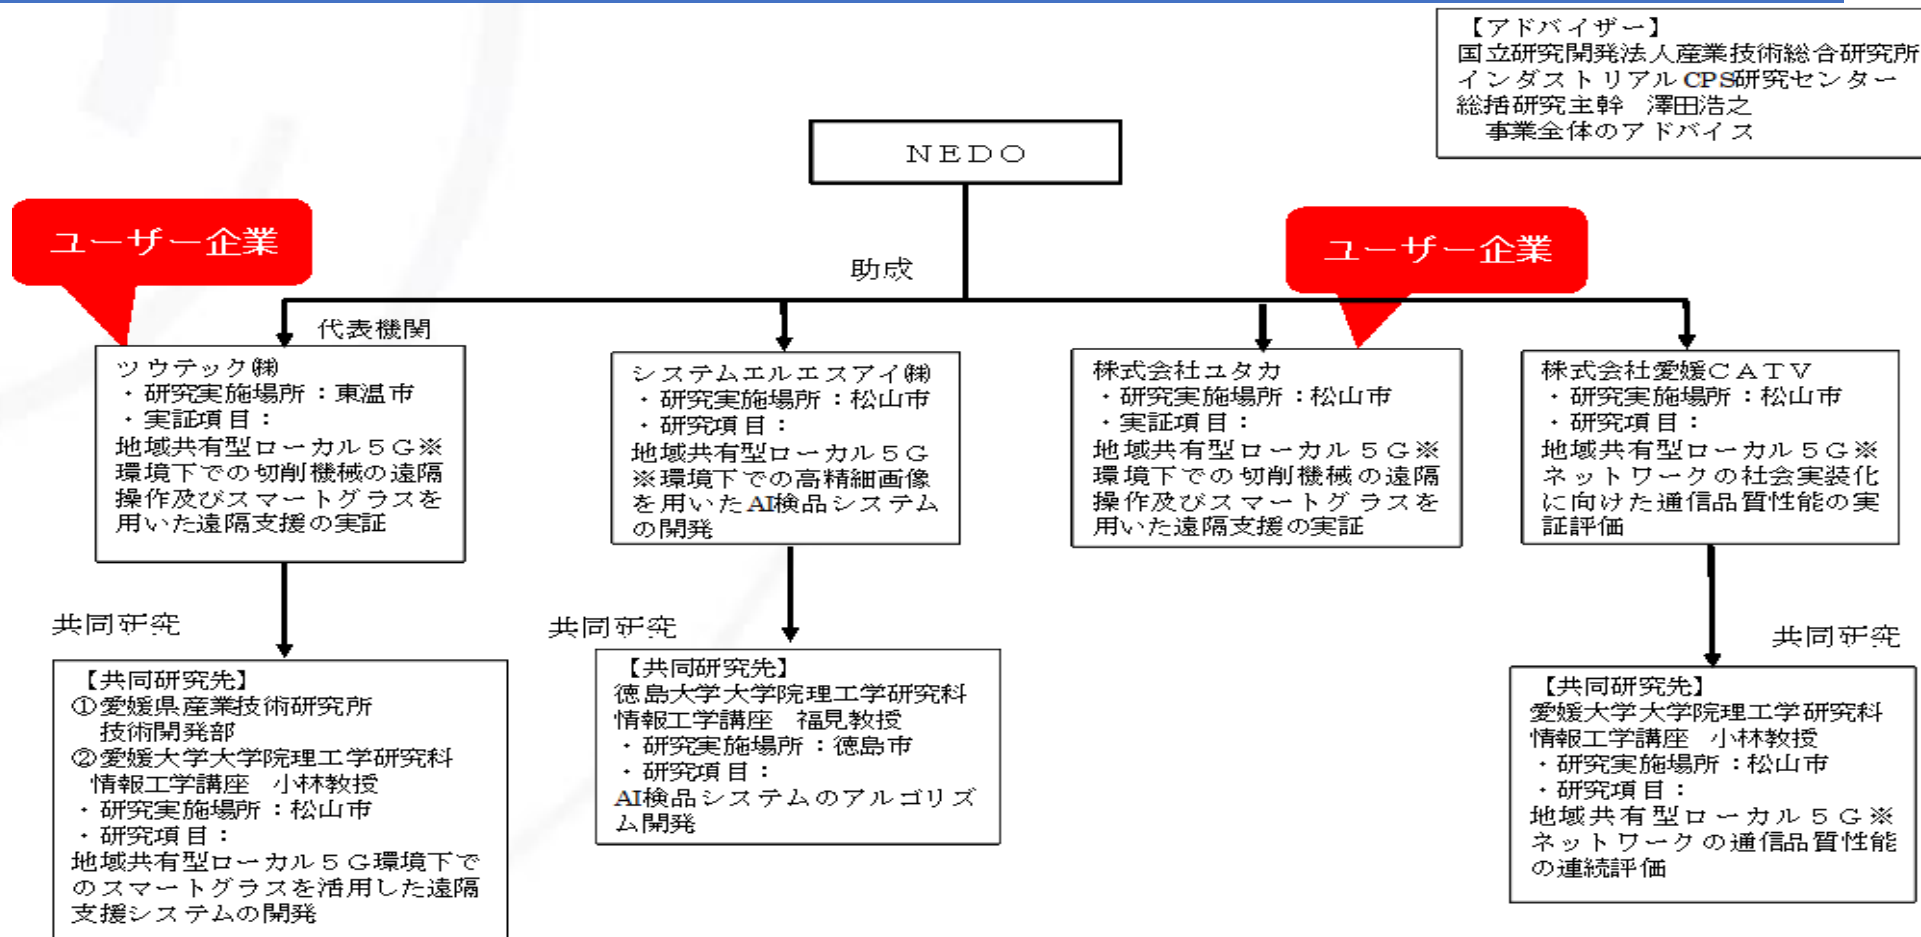 【アドバイザー】
国立研究開発法人産業技術総合研究所
インダストリアルCPS研究センター
総括研究主幹　澤田浩之
事業全体のアドバイス
ＮＥＤＯ
助成
ユーザー企業
代表機関
ツウテック㈱
・研究実施場所：東温市
・実証項目：
地域共有型ローカル５Ｇ※
環境下での切削機械の遠隔
操作及びスマートグラスを
用いた遠隔支援の実証
システムエルエスアイ㈱
・研究実施場所：松山市
・研究項目：
地域共有型ローカル５Ｇ
※環境下での高精細画像
を用いたAI検品システム
の開発
ユーザー企業
株式会社ユタカ
・研究実施場所：松山市
・実証項目：
地域共有型ローカル５Ｇ※
環境下での切削機械の遠隔
操作及びスマートグラスを
用いた遠隔支援の実証
株式会社愛媛ＣＡＴＶ
・研究実施場所：松山市
・研究項目：
地域共有型ローカル５Ｇ※
ネットワークの社会実装化
に向けた通信品質性能の実
証評価
共同研究
【共同研究先】
①愛媛県産業技術研究所
技術開発部
②愛媛大学大学院理工学研究科
情報工学講座　小林教授
・研究実施場所：松山市
・研究項目：
地域共有型ローカル５Ｇ環境下で
のスマートグラスを活用した遠隔
支援システムの開発
共同研究
【共同研究先】
徳島大学大学院理工学研究科
情報工学講座　福見教授
・研究実施場所：徳島市
・研究項目：
AI検品システムのアルゴリズ
ム開発
共同研究
【共同研究先】
愛媛大学大学院理工学研究科
情報工学講座　小林教授
・研究実施場所：松山市
・研究項目：
地域共有型ローカル５Ｇ※
ネットワークの通信品質性能
の連続評価